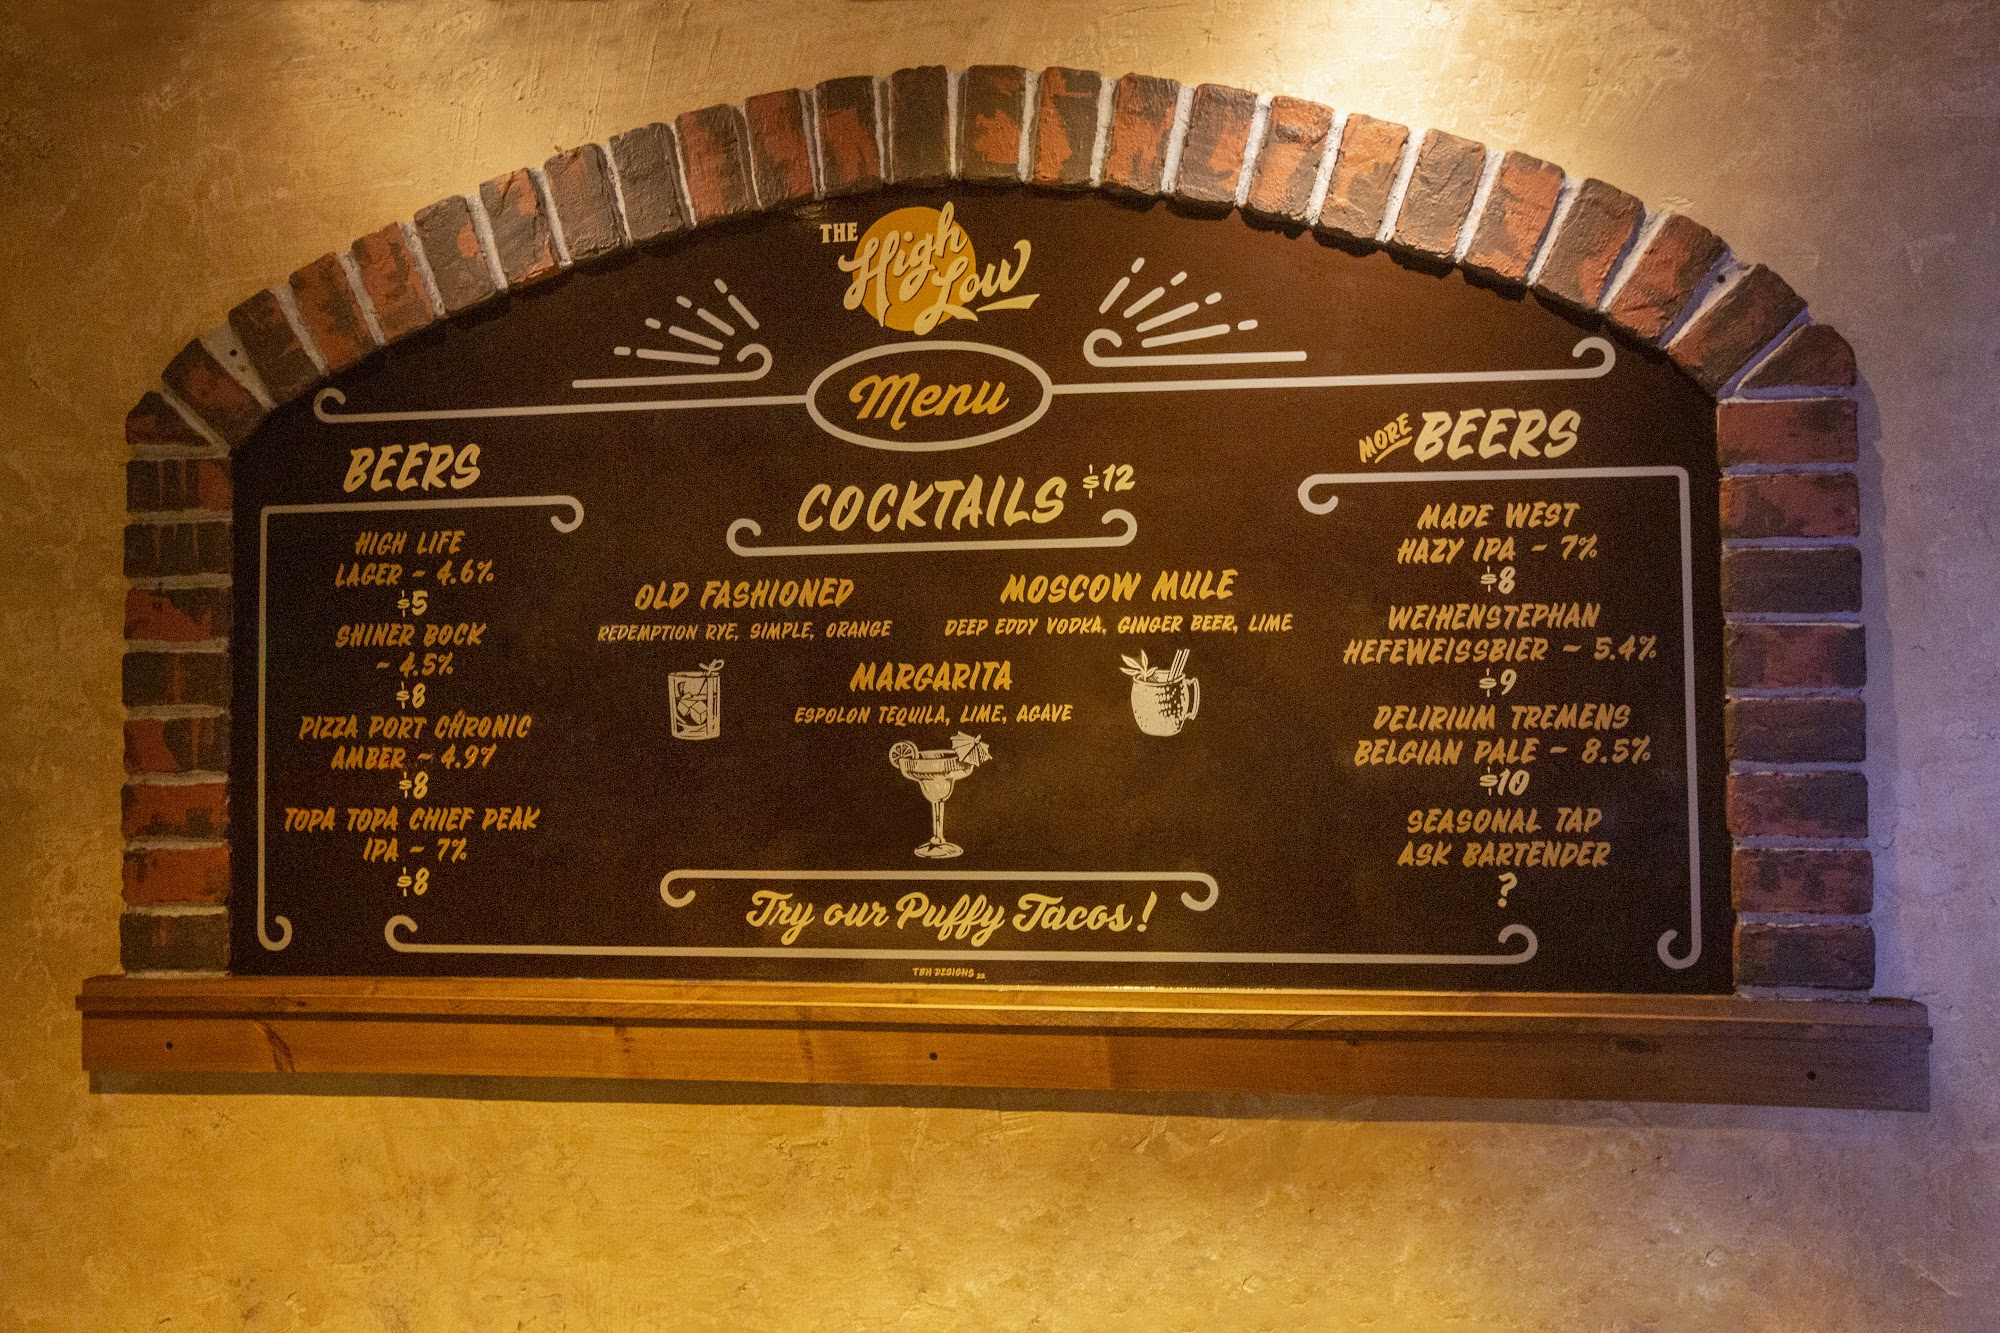 THE
High
Low
Menu
BEERS
HIGH LIFE
LAGER ~ 4.6%
$5
SHINER BOCK
~ 4.5%
$8
PIZZA PORT CHRONIC
AMBER ~ 4.9%
$8
TOPA TOPA CHIEF PEAK
IPA ~ 7%
$8
COCKTAILS $12
OLD FASHIONED
REDEMPTION RYE, SIMPLE, ORANGE
MOSCOW MULE
DEEP EDDY VODKA, GINGER BEER, LIME
MARGARITA
ESPOLON TEQUILA, LIME, AGAVE
Try our Puffy Tacos!
MORE BEERS
MADE WEST
HAZY IPA ~ 7%
$8
WEIHENSTEPHAN
HEFEWEISSBIER ~ 5.4%
$9
DELIRIUM TREMENS
BELGIAN PALE ~ 8.5%
$10
SEASONAL TAP
ASK BARTENDER
?
TBH DESIGNS 22